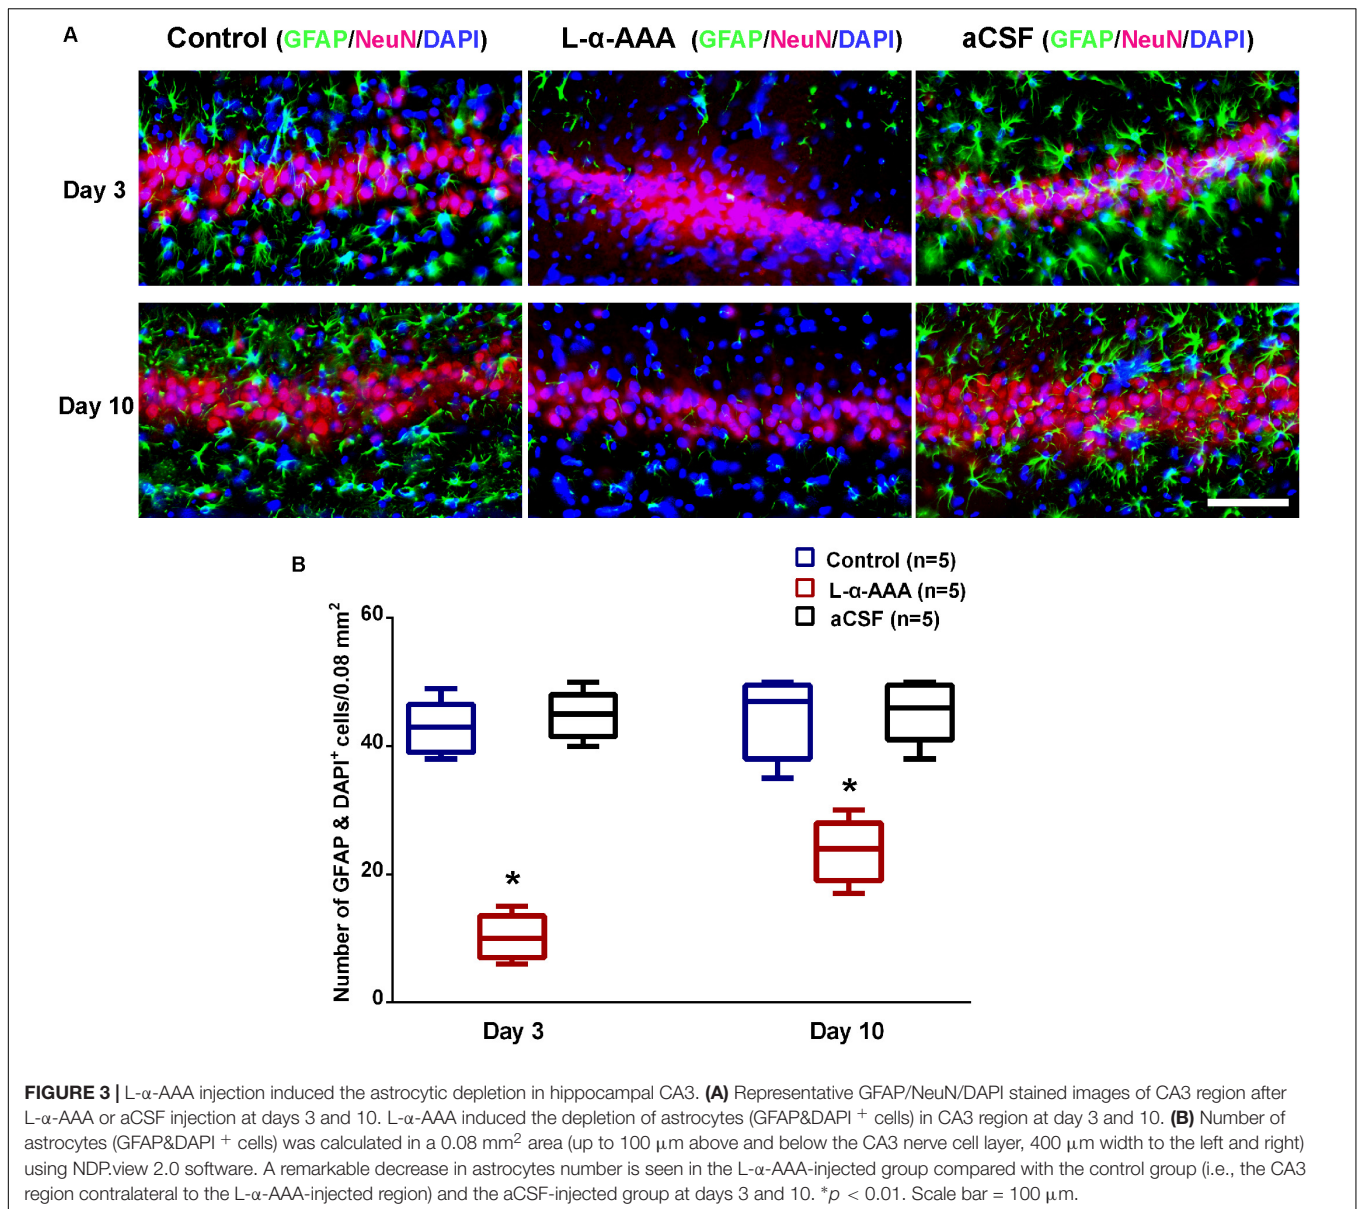 A
Control (GFAP/NeuN/DAPI)
L-α-AAA (GFAP/NeuN/DAPI)
aCSF (GFAP/NeuN/DAPI)
Day 3
Day 10
B
Control (n=5)
L-α-AAA (n=5)
aCSF (n=5)
Number of GFAP & DAPI⁺ cells/0.08 mm²
60
40
20
0
*
*
Day 3
Day 10
FIGURE 3 | L-α-AAA injection induced the astrocytic depletion in hippocampal CA3. (A) Representative GFAP/NeuN/DAPI stained images of CA3 region after
L-α-AAA or aCSF injection at days 3 and 10. L-α-AAA induced the depletion of astrocytes (GFAP&DAPI ⁺ cells) in CA3 region at day 3 and 10. (B) Number of
astrocytes (GFAP&DAPI ⁺ cells) was calculated in a 0.08 mm² area (up to 100 μm above and below the CA3 nerve cell layer, 400 μm width to the left and right)
using NDP.view 2.0 software. A remarkable decrease in astrocytes number is seen in the L-α-AAA-injected group compared with the control group (i.e., the CA3
region contralateral to the L-α-AAA-injected region) and the aCSF-injected group at days 3 and 10. *p < 0.01. Scale bar = 100 μm.